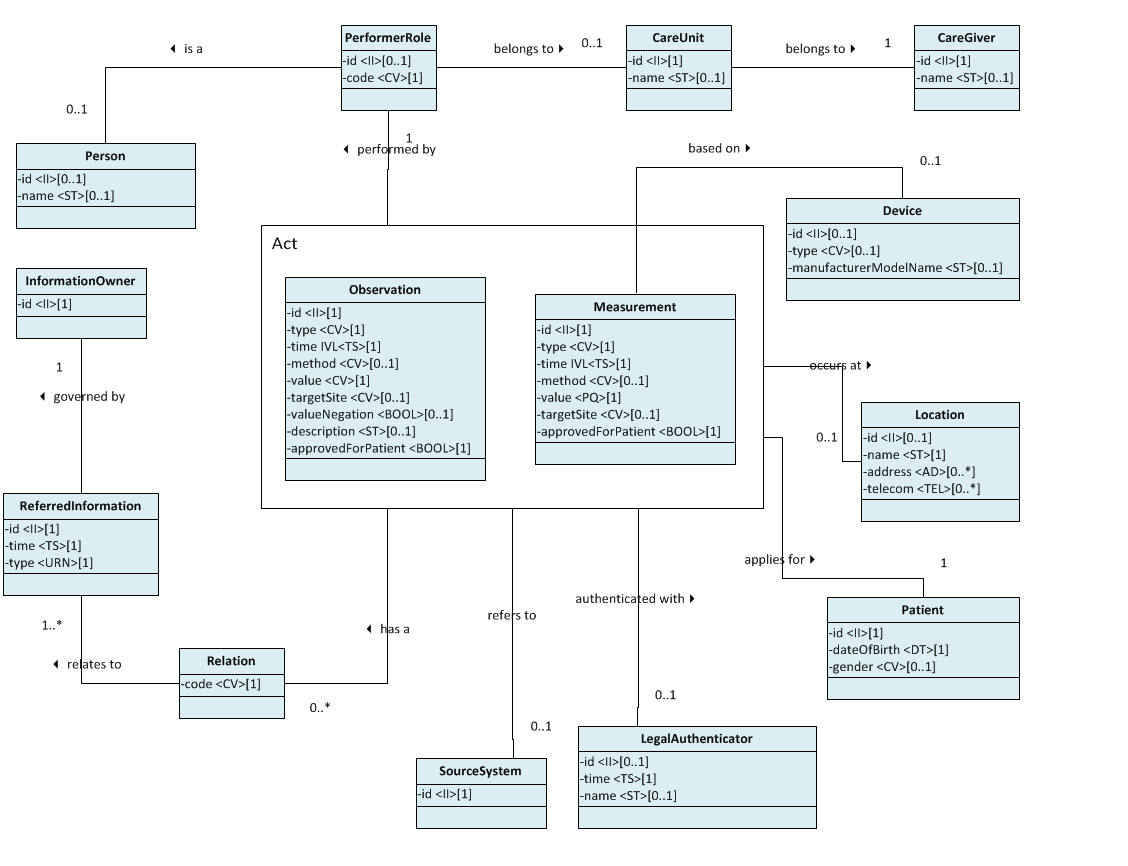 PerformerRole
-id <II>[0..1]
-code <CV>[1]
CareUnit
-id <II>[1]
-name <ST>[0..1]
CareGiver
-id <II>[1]
-name <ST>[0..1]
◄ is a
belongs to ►
0..1
belongs to ►
1
0..1
1
◄ performed by
based on ►
0..1
Person
-id <II>[0..1]
-name <ST>[0..1]
Device
-id <II>[0..1]
-type <CV>[0..1]
-manufacturerModelName <ST>[0..1]
Act
InformationOwner
-id <II>[1]
Observation
-id <II>[1]
-type <CV>[1]
-time IVL<TS>[1]
-method <CV>[0..1]
-value <CV>[1]
-targetSite <CV>[0..1]
-valueNegation <BOOL>[0..1]
-description <ST>[0..1]
-approvedForPatient <BOOL>[1]
Measurement
-id <II>[1]
-type <CV>[1]
-time IVL<TS>[1]
-method <CV>[0..1]
-value <PQ>[1]
-targetSite <CV>[0..1]
-approvedForPatient <BOOL>[1]
1
◄ governed by
occurs at ►
0..1
Location
-id <II>[0..1]
-name <ST>[1]
-address <AD>[0..*]
-telecom <TEL>[0..*]
ReferredInformation
-id <II>[1]
-time <TS>[1]
-type <URN>[1]
applies for ►
1
authenticated with ►
refers to
◄ has a
Patient
-id <II>[1]
-dateOfBirth <DT>[1]
-gender <CV>[0..1]
1..*
◄ relates to
Relation
-code <CV>[1]
0..*
0..1
0..1
SourceSystem
-id <II>[1]
LegalAuthenticator
-id <II>[0..1]
-time <TS>[1]
-name <ST>[0..1]